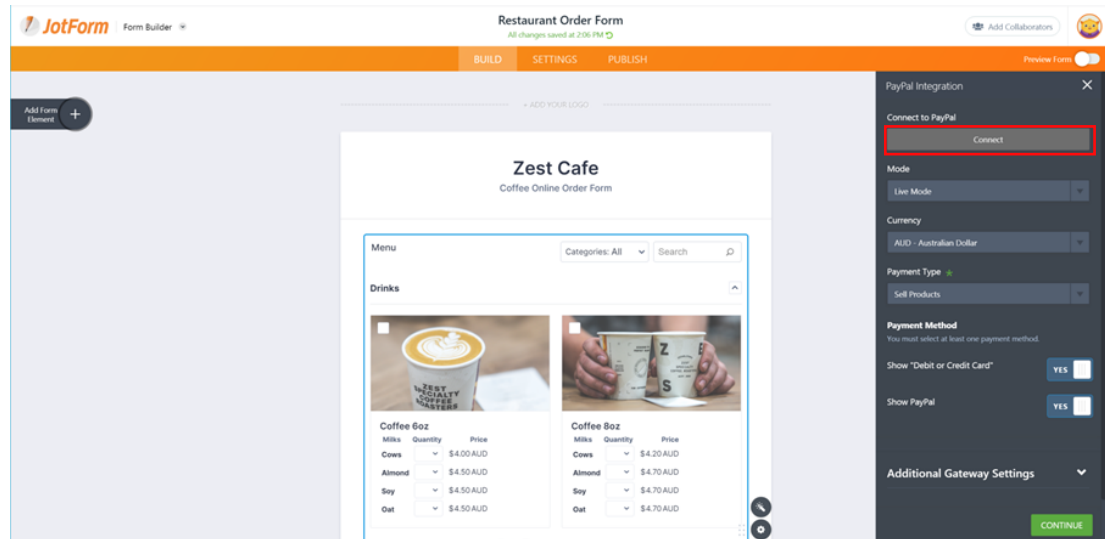 JotForm
Form Builder
Restaurant Order Form
All changes saved at 2:06 PM
Add Collaborators
BUILD SETTINGS PUBLISH
Preview Form
Add Form
Element
+ ADD YOUR LOGO
Zest Cafe
Coffee Online Order Form
Menu
Categories: All
Search
Drinks
ZEST
SPECIALTY
COFFEE
ROASTERS
Z E
S
Coffee 6oz
Milks Quantity Price
Cows $4.00 AUD
Almond $4.50 AUD
Soy $4.50 AUD
Oat $4.50 AUD
Coffee 8oz
Milks Quantity Price
Cows $4.20 AUD
Almond $4.70 AUD
Soy $4.70 AUD
Oat $4.70 AUD
PayPal Integration
Connect to PayPal
Connect
Mode
Live Mode
Currency
AUD - Australian Dollar
Payment Type
Sell Products
Payment Method
You must select at least one payment method.
Show "Debit or Credit Card"
YES
Show PayPal
YES
Additional Gateway Settings
CONTINUE